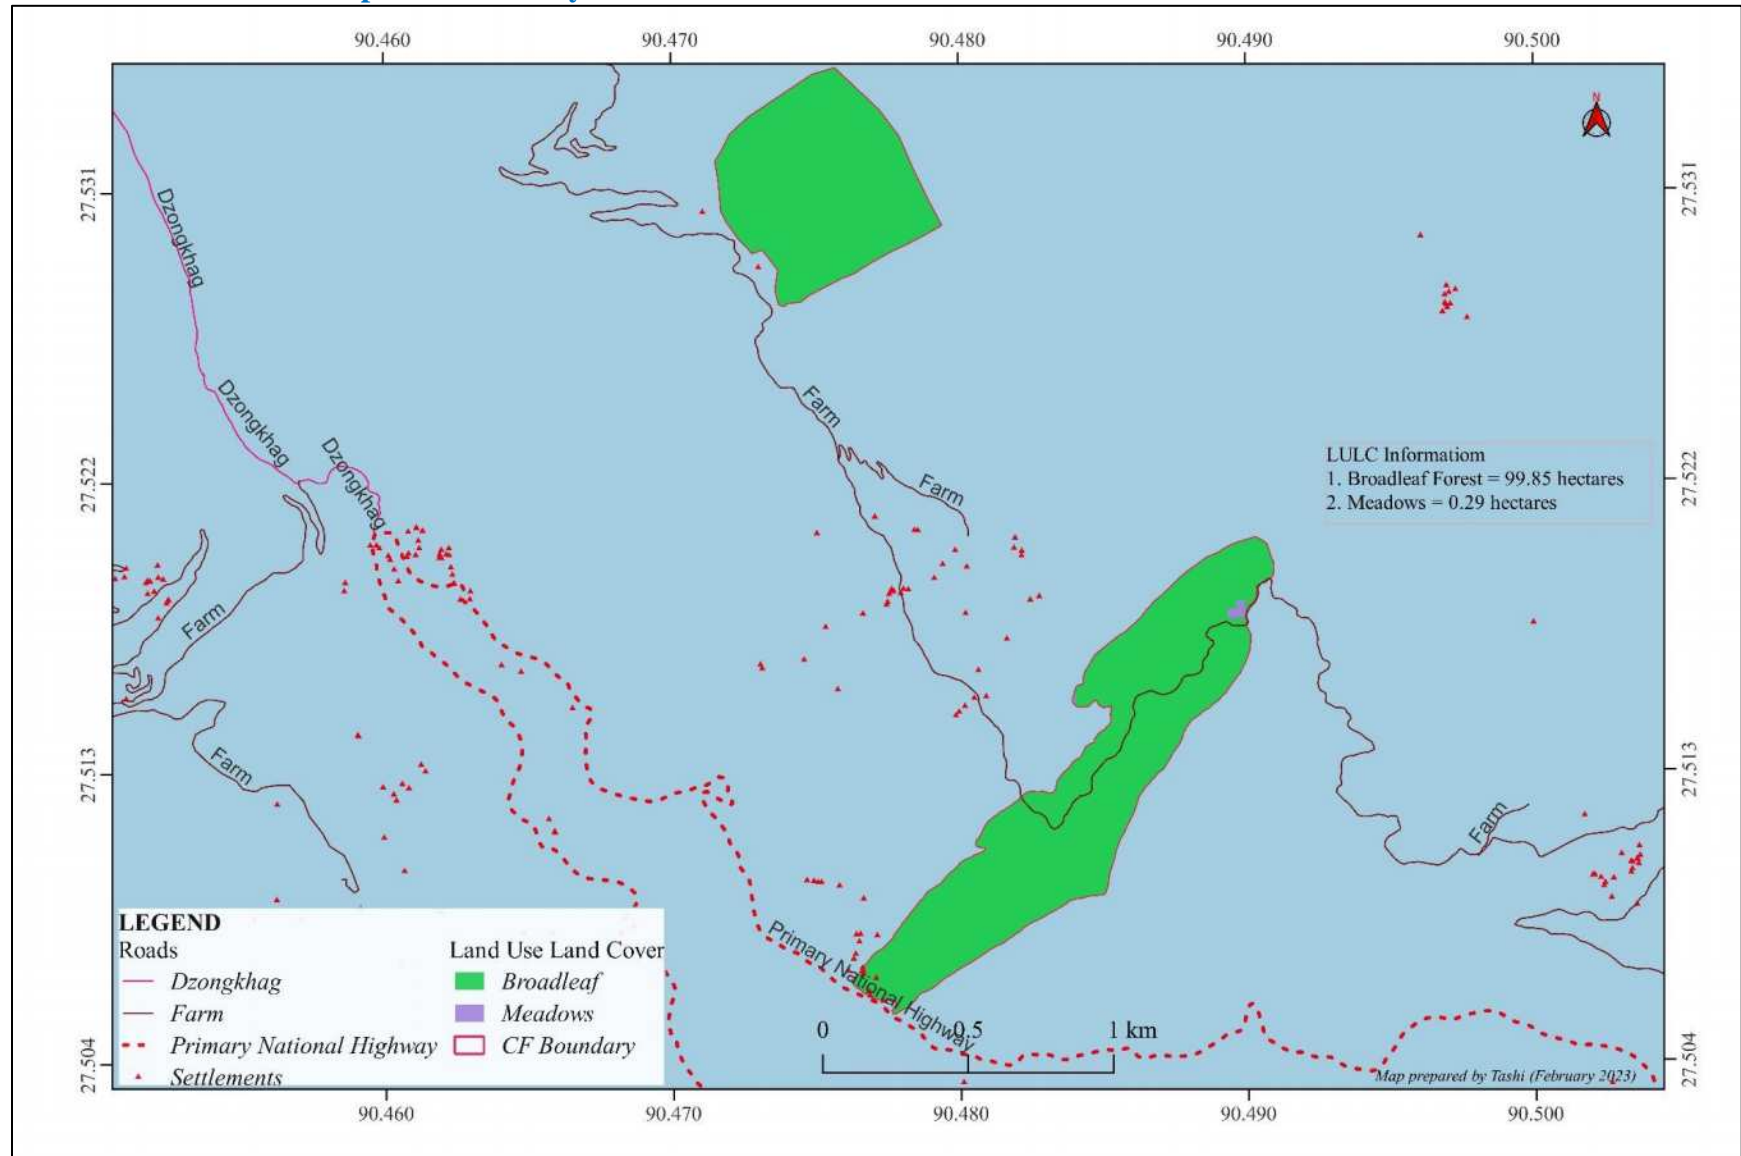 90.460 90.470 90.480 90.490 90.500
N
27.531
27.531
Dzongkhag
Dzongkhag
Dzongkhag
Farm
LULC Informatiom
1. Broadleaf Forest = 99.85 hectares
2. Meadows = 0.29 hectares
27.522
27.522
Farm
Farm
Farm
27.513
27.513
Farm
Primary National Highway
LEGEND
Roads
Dzongkhag
Farm
Primary National Highway
Settlements
Land Use Land Cover
Broadleaf
Meadows
CF Boundary
0 0.5 1 km
27.504
27.504
Map prepared by Tashi (February 2023)
90.460 90.470 90.480 90.490 90.500